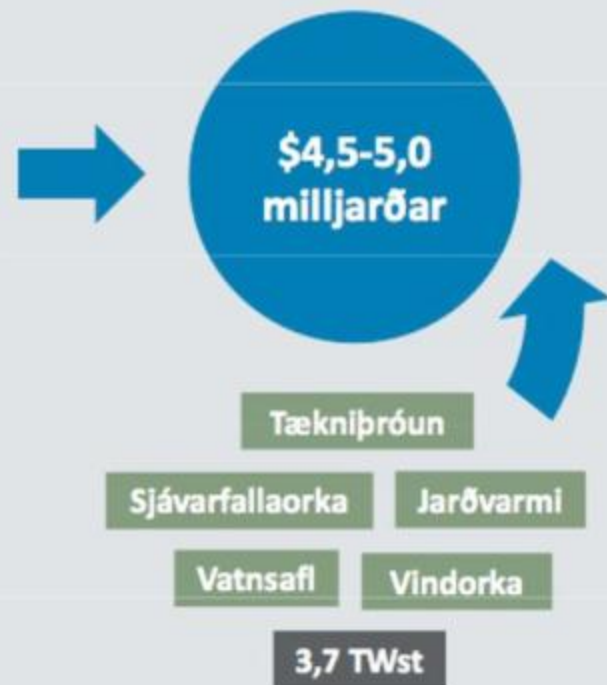 $4,5-5,0
milljarðar
Tækniþróun
Sjávarfallaorka
Jarðvarmi
Vatnsafl
Vindorka
3,7 TWst